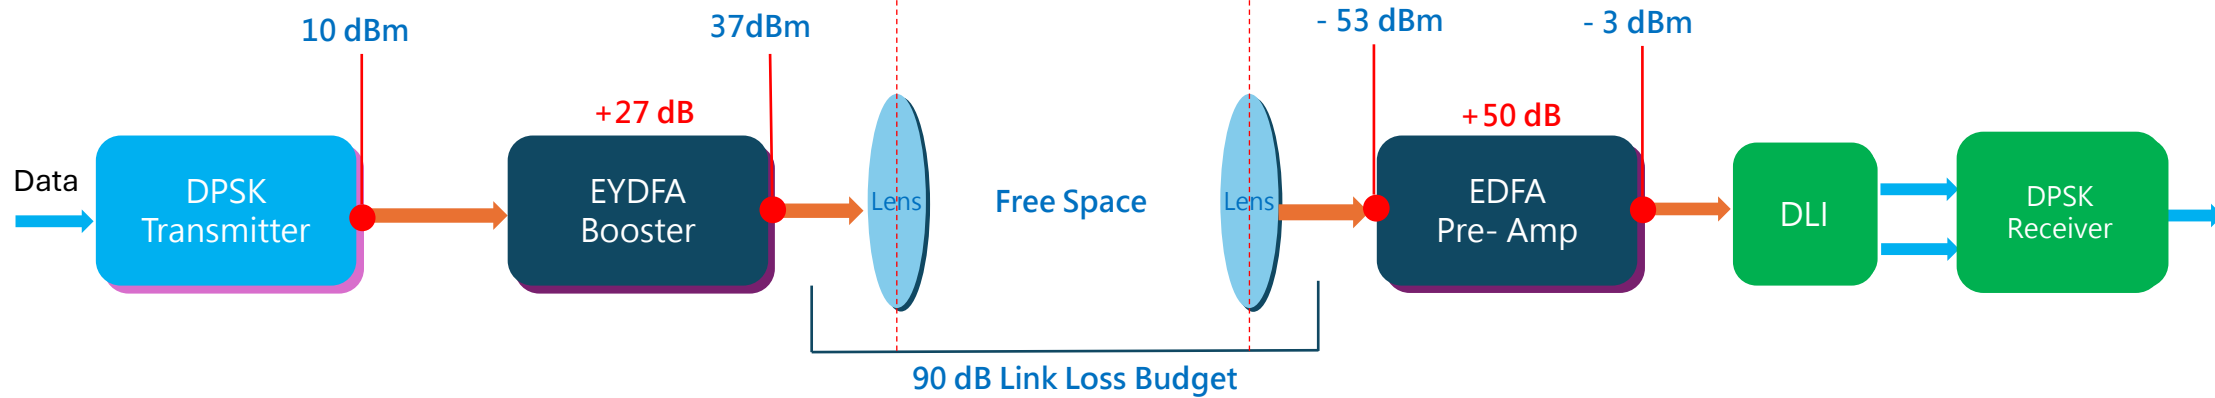 10 dBm
37dBm
- 53 dBm
- 3 dBm
+27 dB
+50 dB
Data
DPSK
Transmitter
EYDFA
Booster
Lens
Free Space
Lens
EDFA
Pre- Amp
DLI
DPSK
Receiver
90 dB Link Loss Budget